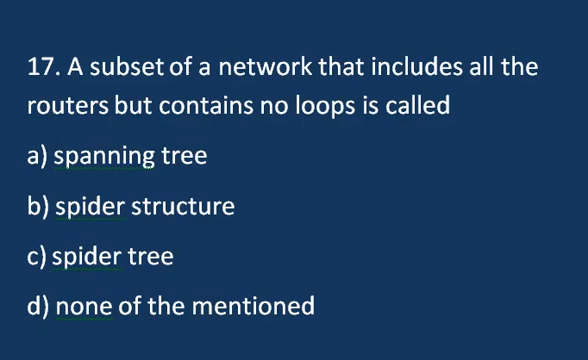 17. A subset of a network that includes all the
routers but contains no loops is called
a) spanning tree
b) spider structure
c) spider tree
d) none of the mentioned